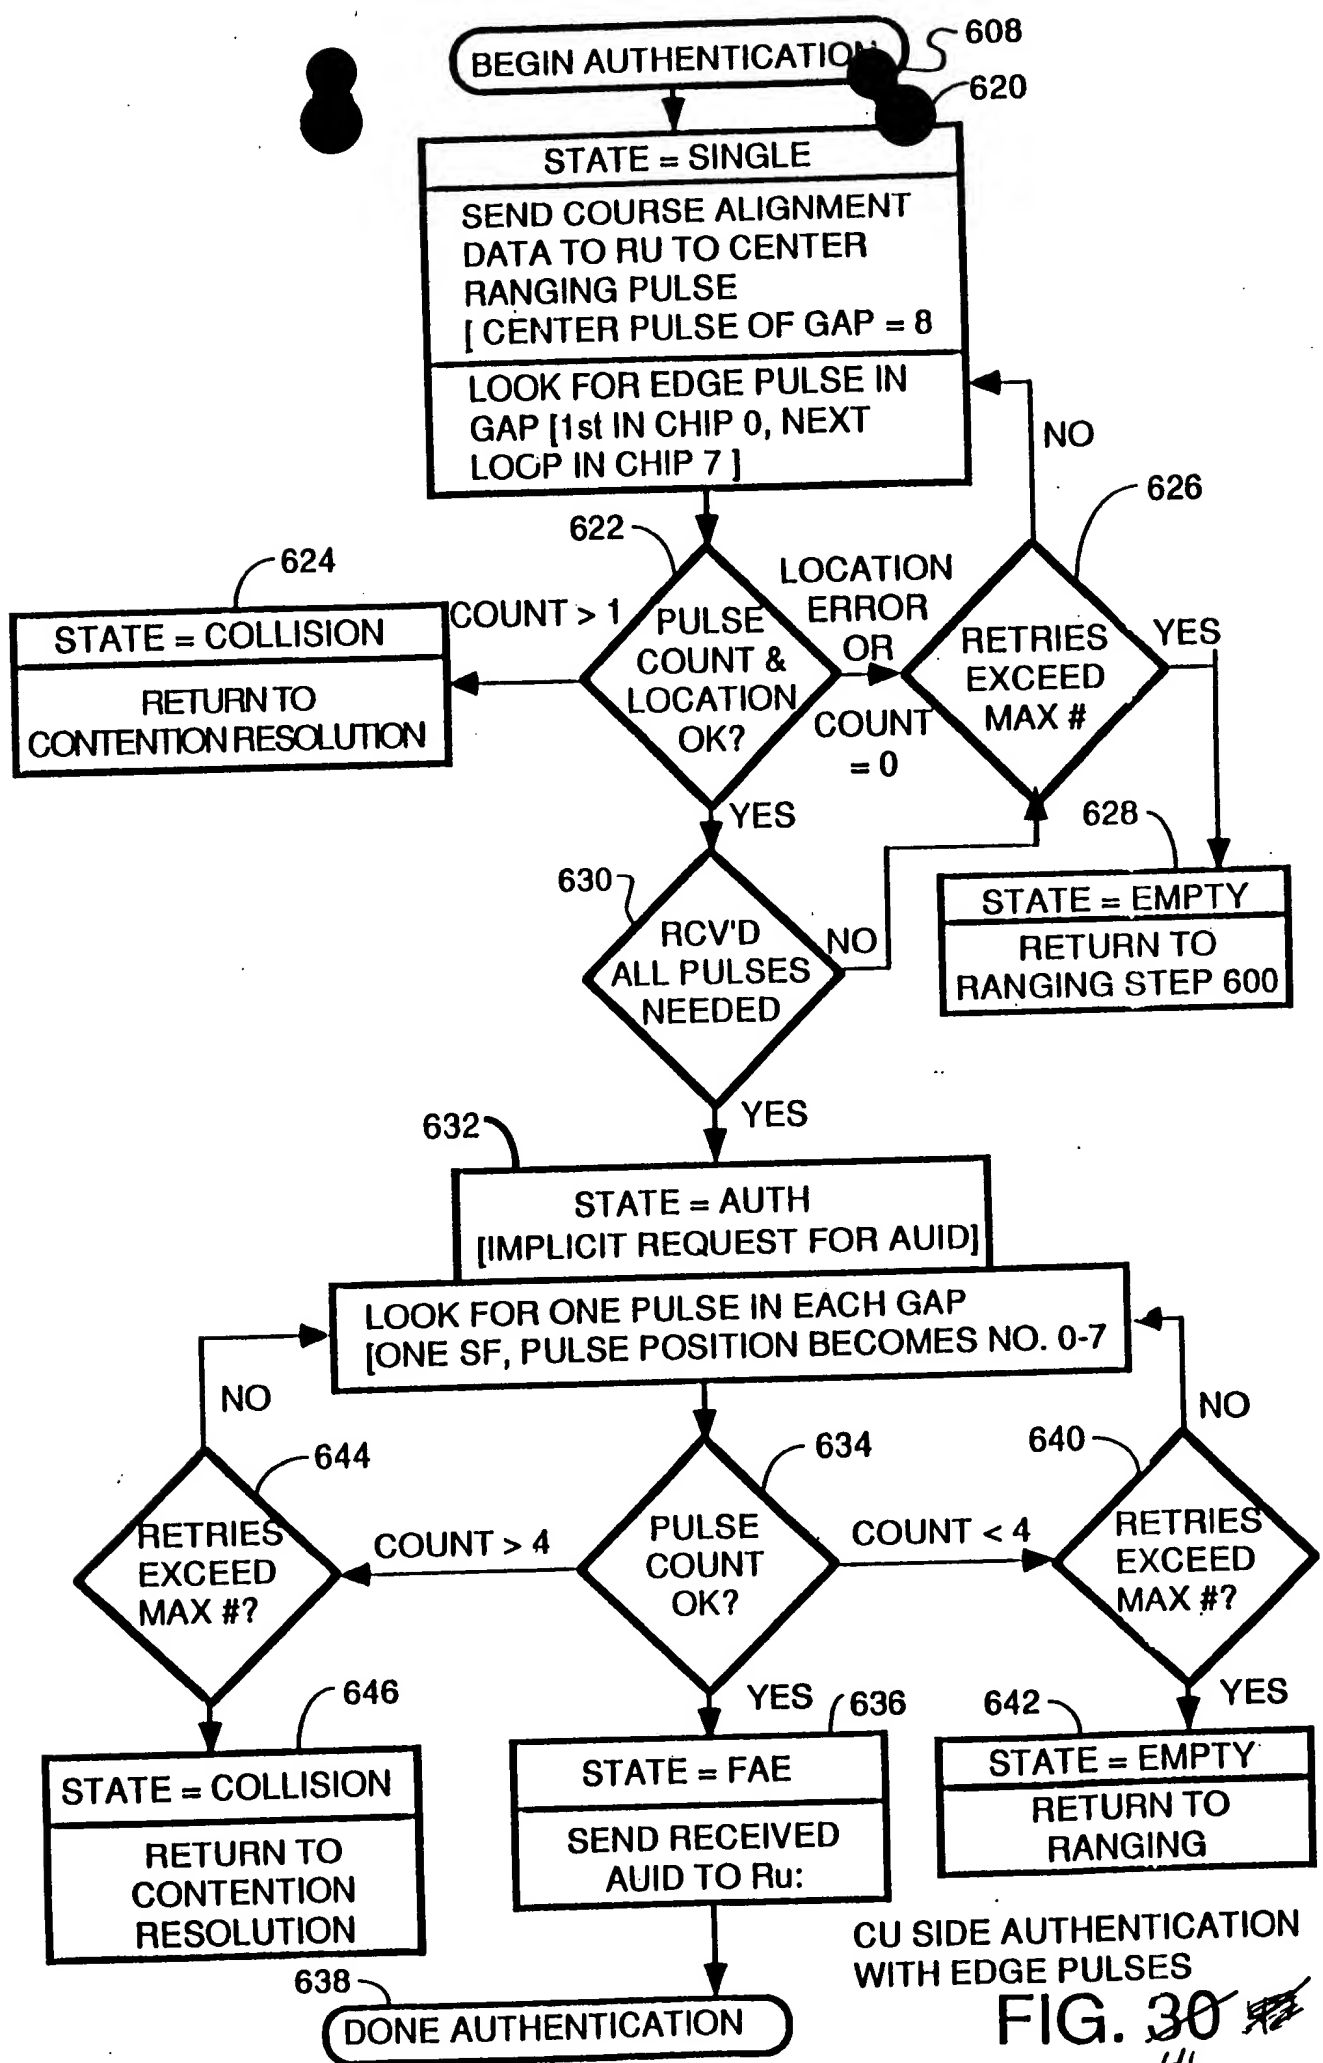 BEGIN AUTHENTICATION
608
620
STATE = SINGLE
SEND COURSE ALIGNMENT
DATA TO RU TO CENTER
RANGING PULSE
[ CENTER PULSE OF GAP = 8
LOOK FOR EDGE PULSE IN
GAP [1st IN CHIP 0, NEXT
LOOP IN CHIP 7 ]
NO
626
622
624
COUNT > 1
STATE = COLLISION
RETURN TO
CONTENTION RESOLUTION
PULSE
COUNT &
LOCATION
OK?
LOCATION
ERROR
OR
COUNT
= 0
RETRIES
EXCEED
MAX #
YES
YES
628
STATE = EMPTY
RETURN TO
RANGING STEP 600
630
RCV'D
ALL PULSES
NEEDED
NO
YES
632
STATE = AUTH
[IMPLICIT REQUEST FOR AUID]
LOOK FOR ONE PULSE IN EACH GAP
[ONE SF, PULSE POSITION BECOMES NO. 0-7
NO
NO
644
634
640
RETRIES
EXCEED
MAX #?
COUNT > 4
PULSE
COUNT
OK?
COUNT < 4
RETRIES
EXCEED
MAX #?
646
YES
636
642
YES
STATE = COLLISION
RETURN TO
CONTENTION
RESOLUTION
STATE = FAE
SEND RECEIVED
AUID TO Ru:
STATE = EMPTY
RETURN TO
RANGING
638
DONE AUTHENTICATION
CU SIDE AUTHENTICATION
WITH EDGE PULSES
FIG. 30